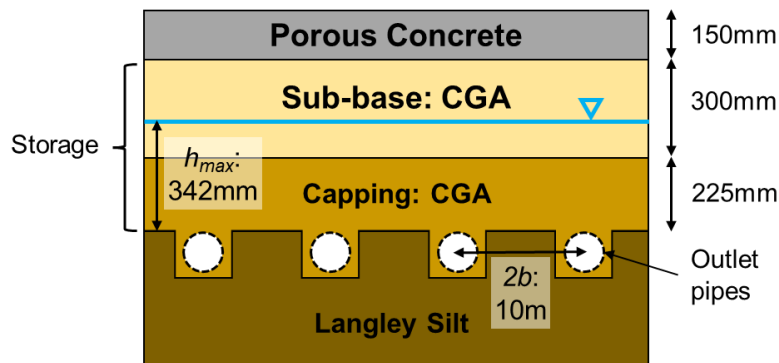 Porous Concrete
150mm
Sub-base: CGA
300mm
Storage
hmax:
342mm
Capping: CGA
225mm
2b:
10m
Outlet
pipes
Langley Silt